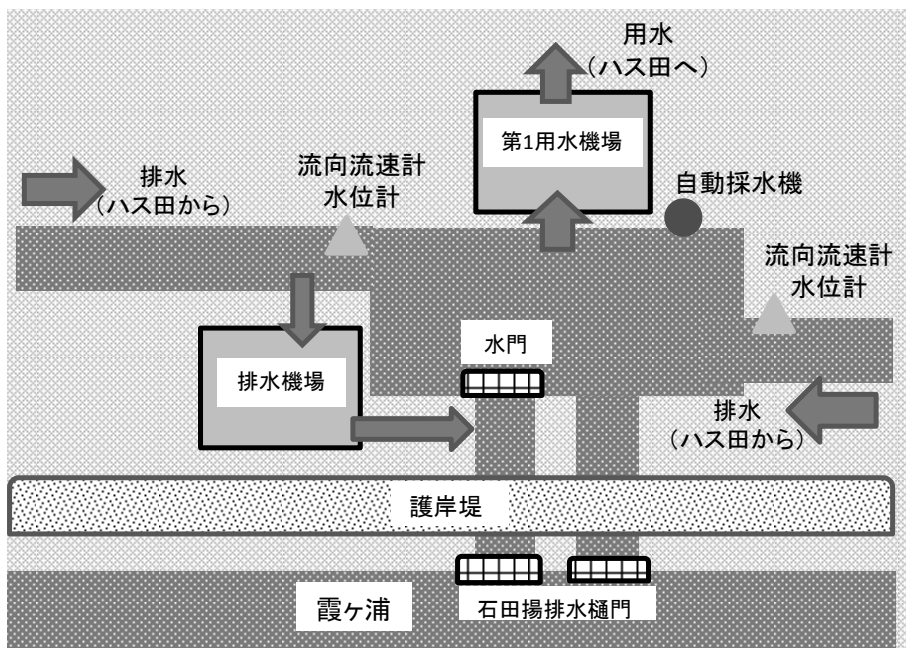 用水
（ハス田へ）
第1用水機場
流向流速計
水位計
自動採水機
排水
（ハス田から）
流向流速計
水位計
水門
排水機場
排水
（ハス田から）
護岸堤
霞ヶ浦
石田揚排水樋門